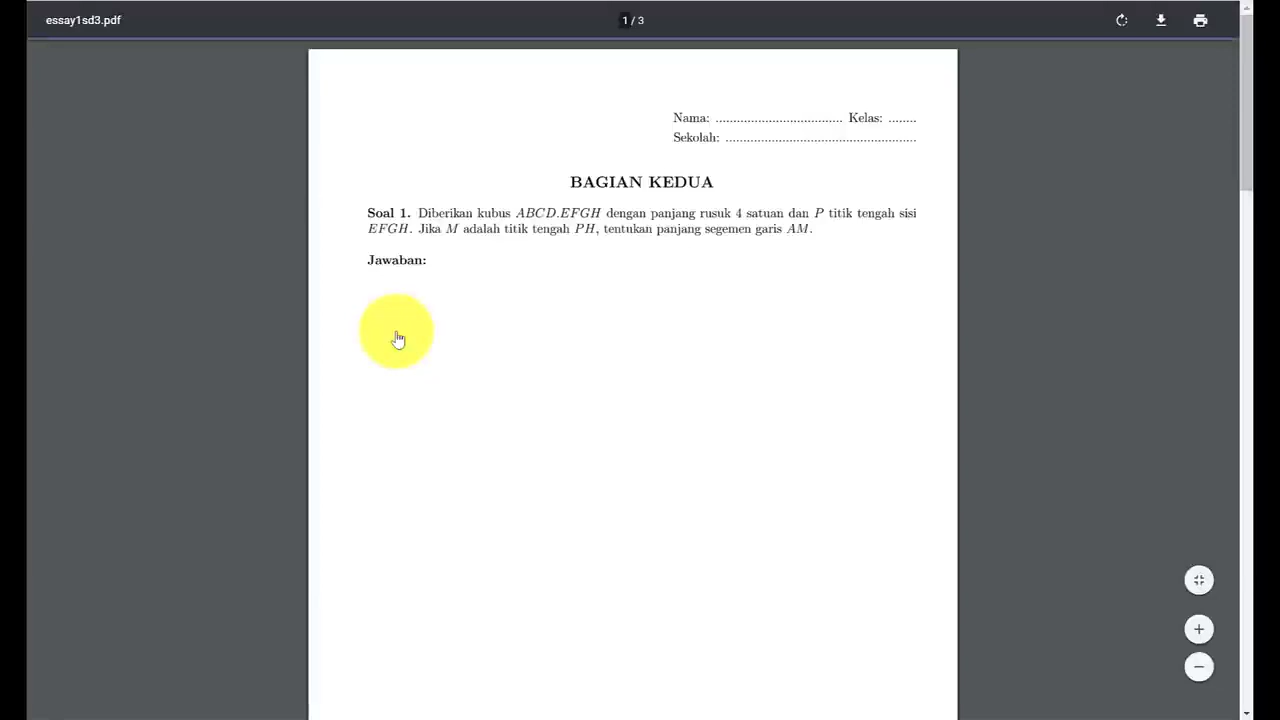 essay1sd3.pdf
1 / 3
Nama: .................................... Kelas: ........
Sekolah: ......................................................
BAGIAN KEDUA
Soal 1. Diberikan kubus ABCD.EFGH dengan panjang rusuk 4 satuan dan P titik tengah sisi
EFGH. Jika M adalah titik tengah PH, tentukan panjang segemen garis AM.
Jawaban: